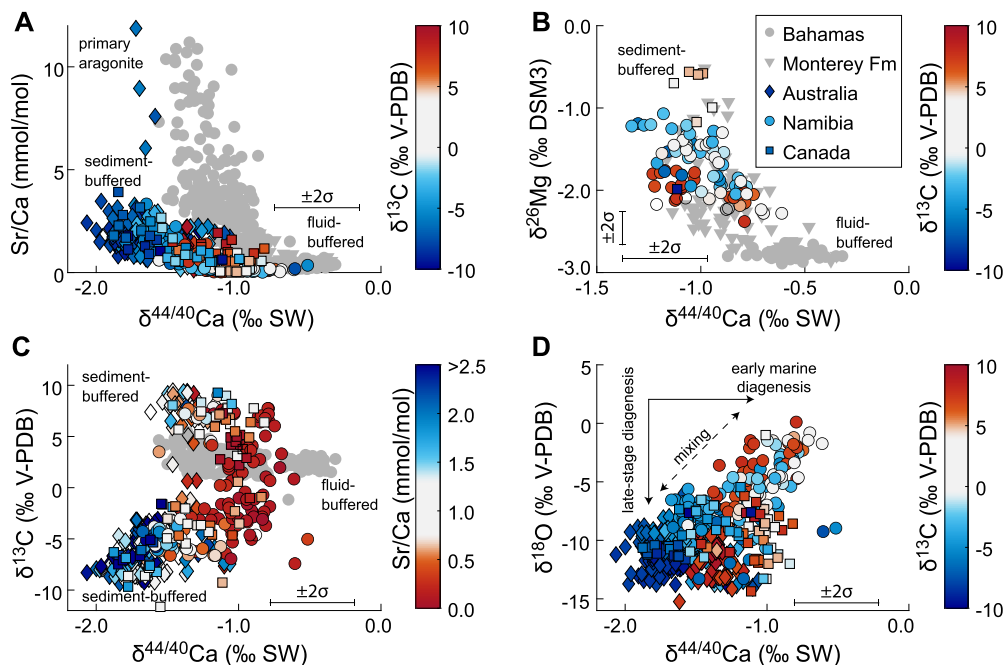 A
primary
aragonite
sediment-
buffered
±2σ
fluid-
buffered
Sr/Ca (mmol/mol)
10
5
0
-2.0
-1.0
0.0
δ44/40Ca (‰ SW)
10
5
0
-5
-10
δ13C (‰ V-PDB)
B
sediment-
buffered
Bahamas
Monterey Fm
Australia
Namibia
Canada
±2σ
±2σ
fluid-
buffered
δ26Mg (‰ DSM3)
0.0
-1.0
-2.0
-3.0
-1.5
-1.0
-0.5
0.0
δ44/40Ca (‰ SW)
10
5
0
-5
-10
δ13C (‰ V-PDB)
C
sediment-
buffered
fluid-
buffered
sediment-buffered
±2σ
δ13C (‰ V-PDB)
10
5
0
-5
-10
-2.0
-1.0
0.0
δ44/40Ca (‰ SW)
>2.5
2.0
1.5
1.0
0.5
0.0
Sr/Ca (mmol/mol)
D
early marine
diagenesis
late-stage diagenesis
mixing
±2σ
δ18O (‰ V-PDB)
5
0
-5
-10
-15
-2.0
-1.0
0.0
δ44/40Ca (‰ SW)
10
5
0
-5
-10
δ13C (‰ V-PDB)